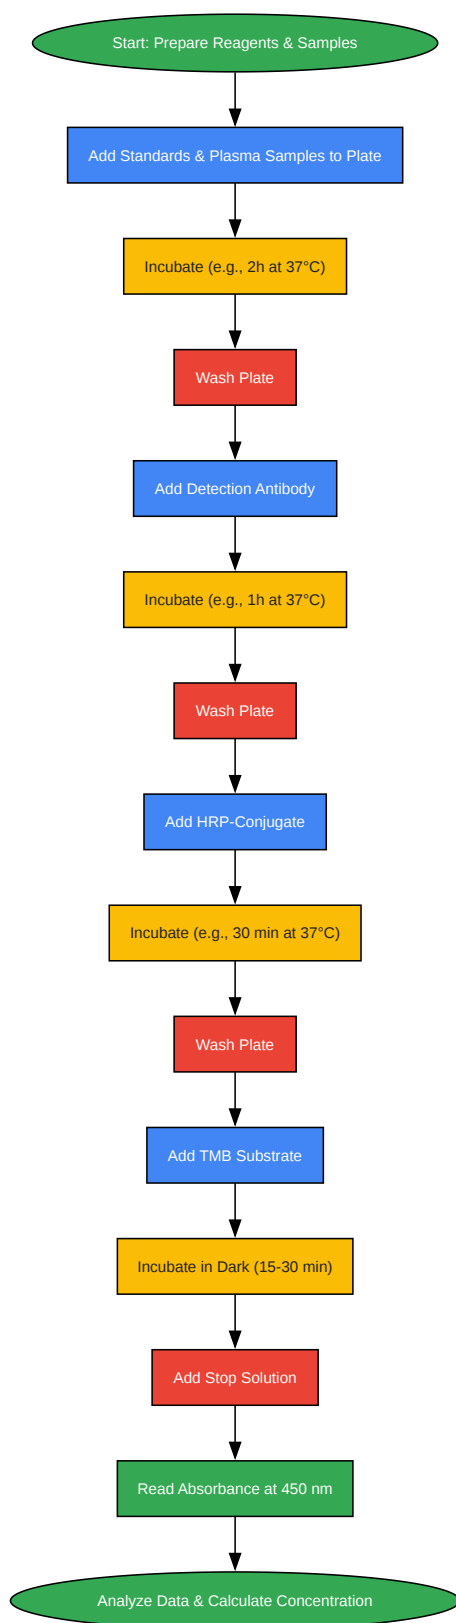 Start: Prepare Reagents & Samples
Add Standards & Plasma Samples to Plate
Incubate (e.g., 2h at 37°C)
Wash Plate
Add Detection Antibody
Incubate (e.g., 1h at 37°C)
Wash Plate
Add HRP-Conjugate
Incubate (e.g., 30 min at 37°C)
Wash Plate
Add TMB Substrate
Incubate in Dark (15-30 min)
Add Stop Solution
Read Absorbance at 450 nm
Analyze Data & Calculate Concentration